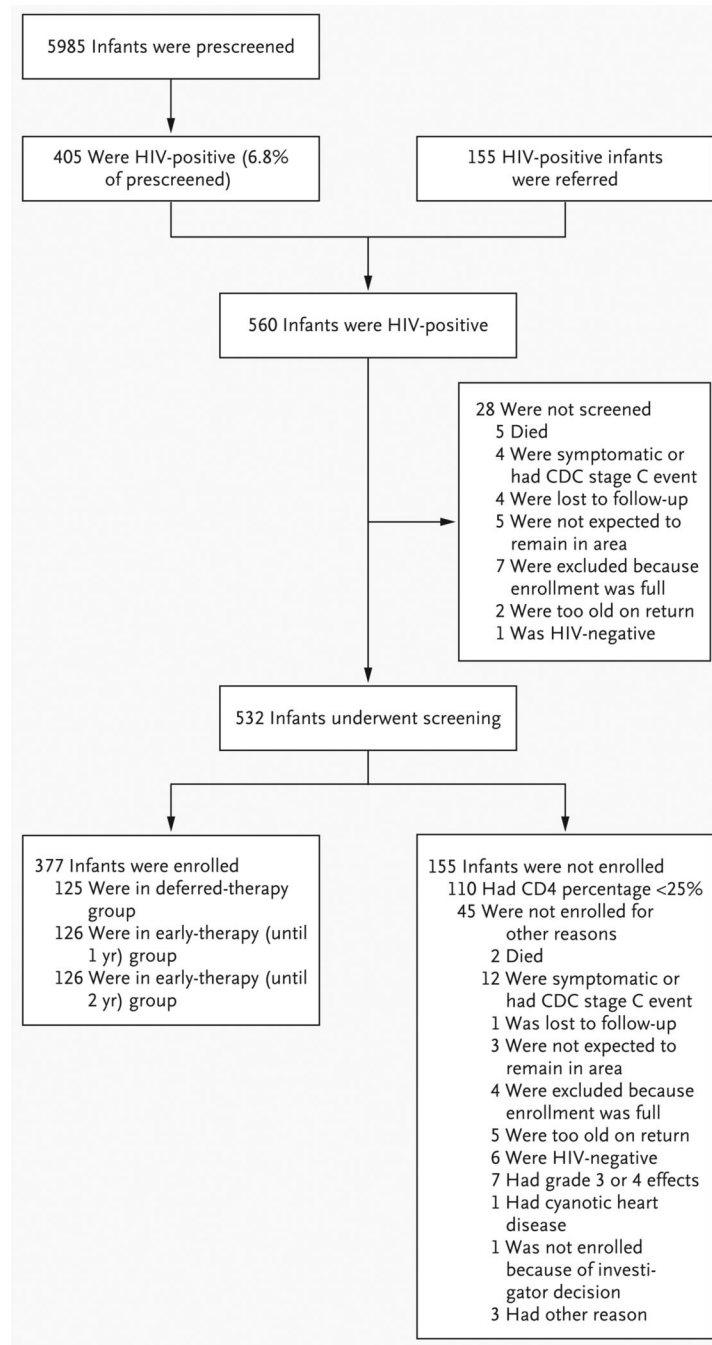 5985 Infants were prescreened
405 Were HIV-positive (6.8%
of prescreened)
155 HIV-positive infants
were referred
560 Infants were HIV-positive
28 Were not screened
5 Died
4 Were symptomatic or
had CDC stage C event
4 Were lost to follow-up
5 Were not expected to
remain in area
7 Were excluded because
enrollment was full
2 Were too old on return
1 Was HIV-negative
532 Infants underwent screening
377 Infants were enrolled
125 Were in deferred-therapy
group
126 Were in early-therapy (until
1 yr) group
126 Were in early-therapy (until
2 yr) group
155 Infants were not enrolled
110 Had CD4 percentage <25%
45 Were not enrolled for
other reasons
2 Died
12 Were symptomatic or
had CDC stage C event
1 Was lost to follow-up
3 Were not expected to
remain in area
4 Were excluded because
enrollment was full
5 Were too old on return
6 Were HIV-negative
7 Had grade 3 or 4 effects
1 Had cyanotic heart
disease
1 Was not enrolled
because of investi-
gator decision
3 Had other reason